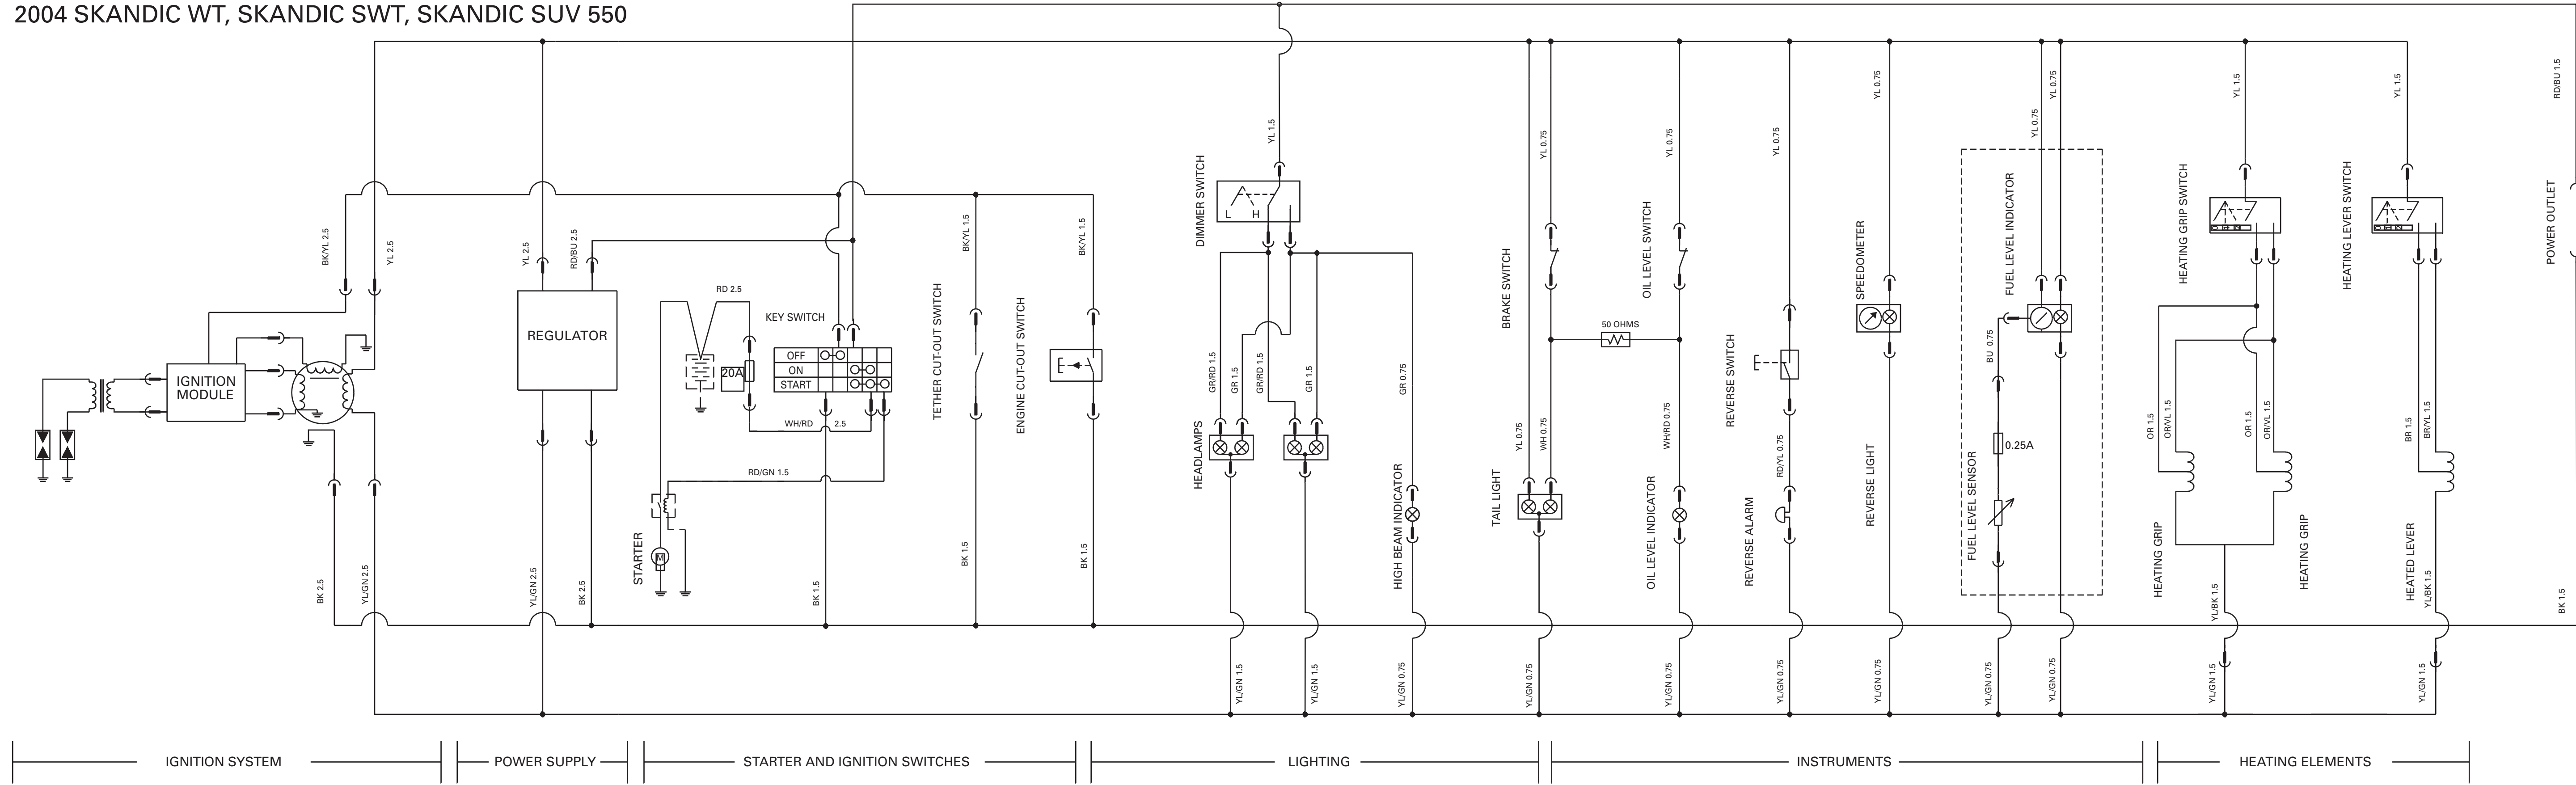 2004 SKANDIC WT, SKANDIC SWT, SKANDIC SUV 550
BK/YL 2.5
YL 2.5
IGNITION
MODULE
BK 2.5
YL/GN 2.5
YL 2.5
RD/BU 2.5
REGULATOR
YL/GN 2.5
BK 2.5
RD 2.5
20A
KEY SWITCH
OFF
ON
START
WH/RD 2.5
RD/GN 1.5
STARTER
M
BK 1.5
TETHER CUT-OUT SWITCH
BK/YL 1.5
BK 1.5
ENGINE CUT-OUT SWITCH
BK/YL 1.5
BK 1.5
DIMMER SWITCH
YL 1.5
L H
GR/RD 1.5
GR 1.5
GR/RD 1.5
GR 1.5
GR 0.75
HEADLAMPS
HIGH BEAM INDICATOR
YL/GN 1.5
YL/GN 1.5
YL/GN 0.75
BRAKE SWITCH
YL 0.75
YL 0.75
WH 0.75
TAIL LIGHT
YL/GN 0.75
50 OHMS
OIL LEVEL SWITCH
YL 0.75
WH/RD 0.75
OIL LEVEL INDICATOR
YL/GN 0.75
YL 0.75
REVERSE SWITCH
RD/YL 0.75
REVERSE ALARM
YL/GN 0.75
YL 0.75
SPEEDOMETER
REVERSE LIGHT
YL/GN 0.75
YL 0.75
YL 0.75
FUEL LEVEL INDICATOR
BU 0.75
0.25A
FUEL LEVEL SENSOR
YL/GN 0.75
YL/GN 0.75
YL 1.5
HEATING GRIP SWITCH
OR 1.5
OR/VL 1.5
OR 1.5
OR/VL 1.5
HEATING GRIP
HEATING GRIP
YL/BK 1.5
YL/GN 1.5
YL 1.5
HEATING LEVER SWITCH
BR 1.5
BR/YL 1.5
HEATED LEVER
YL/BK 1.5
YL/GN 1.5
RD/BU 1.5
POWER OUTLET
BK 1.5
IGNITION SYSTEM
POWER SUPPLY
STARTER AND IGNITION SWITCHES
LIGHTING
INSTRUMENTS
HEATING ELEMENTS